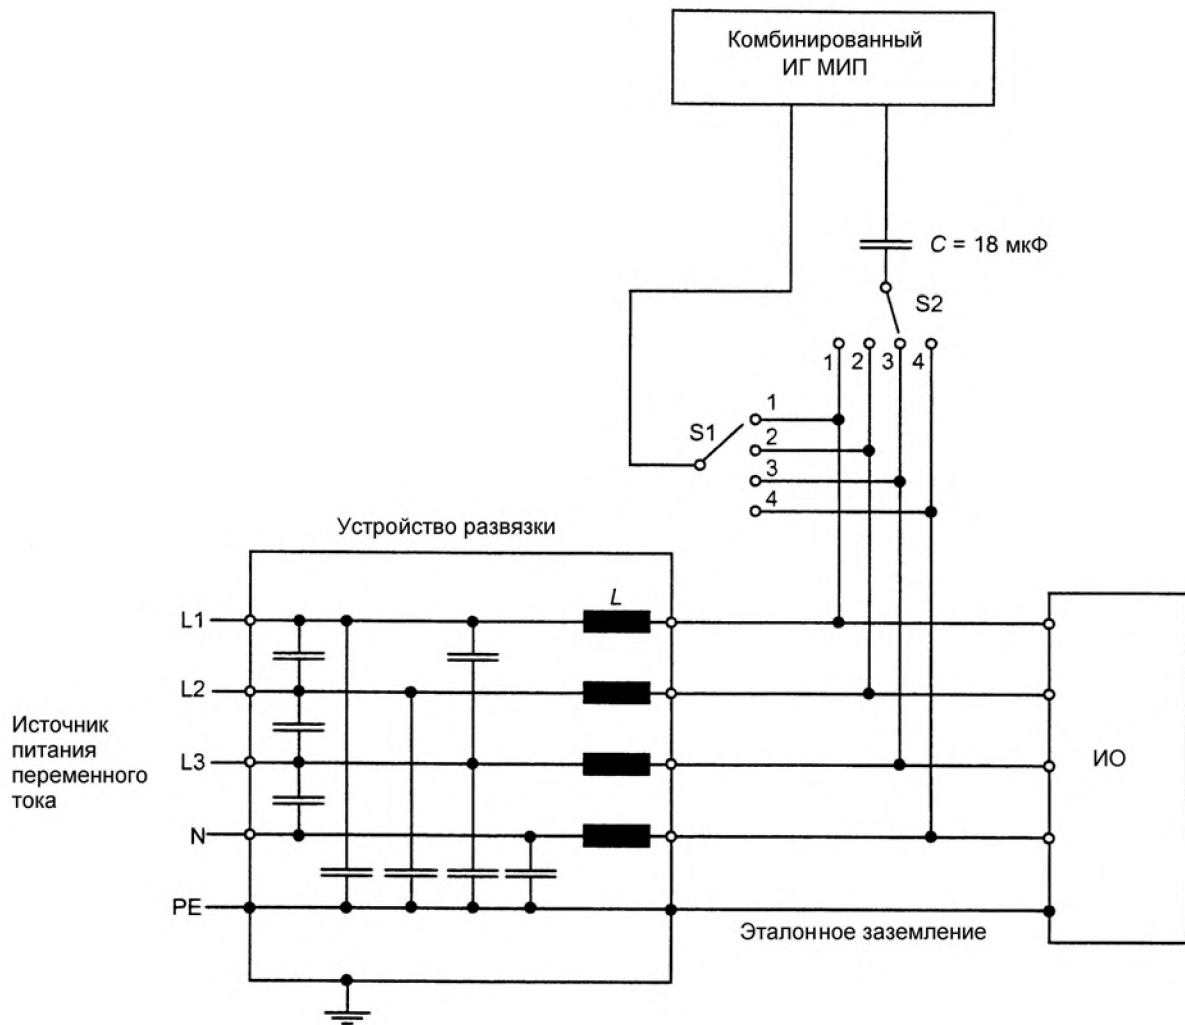 Комбинированный
ИГ МИП
C = 18 мкФ
S2
1 2 3 4
S1
1
2
3
4
Устройство развязки
L
L1
L2
L3
N
PE
Источник
питания
переменного
тока
ИО
Эталонное заземление